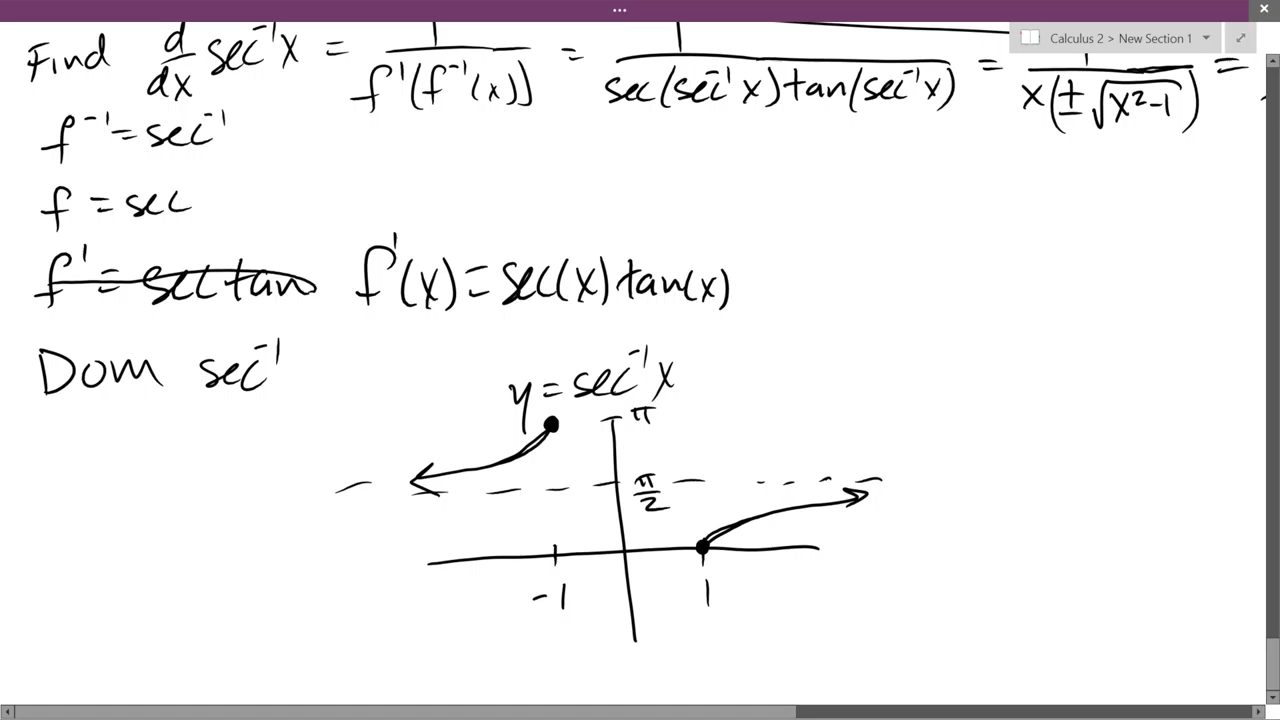 Calculus 2 > New Section 1
Find d/dx sec⁻¹x = 1/(f'(f⁻¹(x))) = 1/(sec(sec⁻¹x)tan(sec⁻¹x)) = 1/(x(±√(x²-1))) =
f⁻¹ = sec⁻¹
f = sec
f' = sec tan f'(x) = sec(x) tan(x)
Dom sec⁻¹
y = sec⁻¹x
π
π/2
-1 1